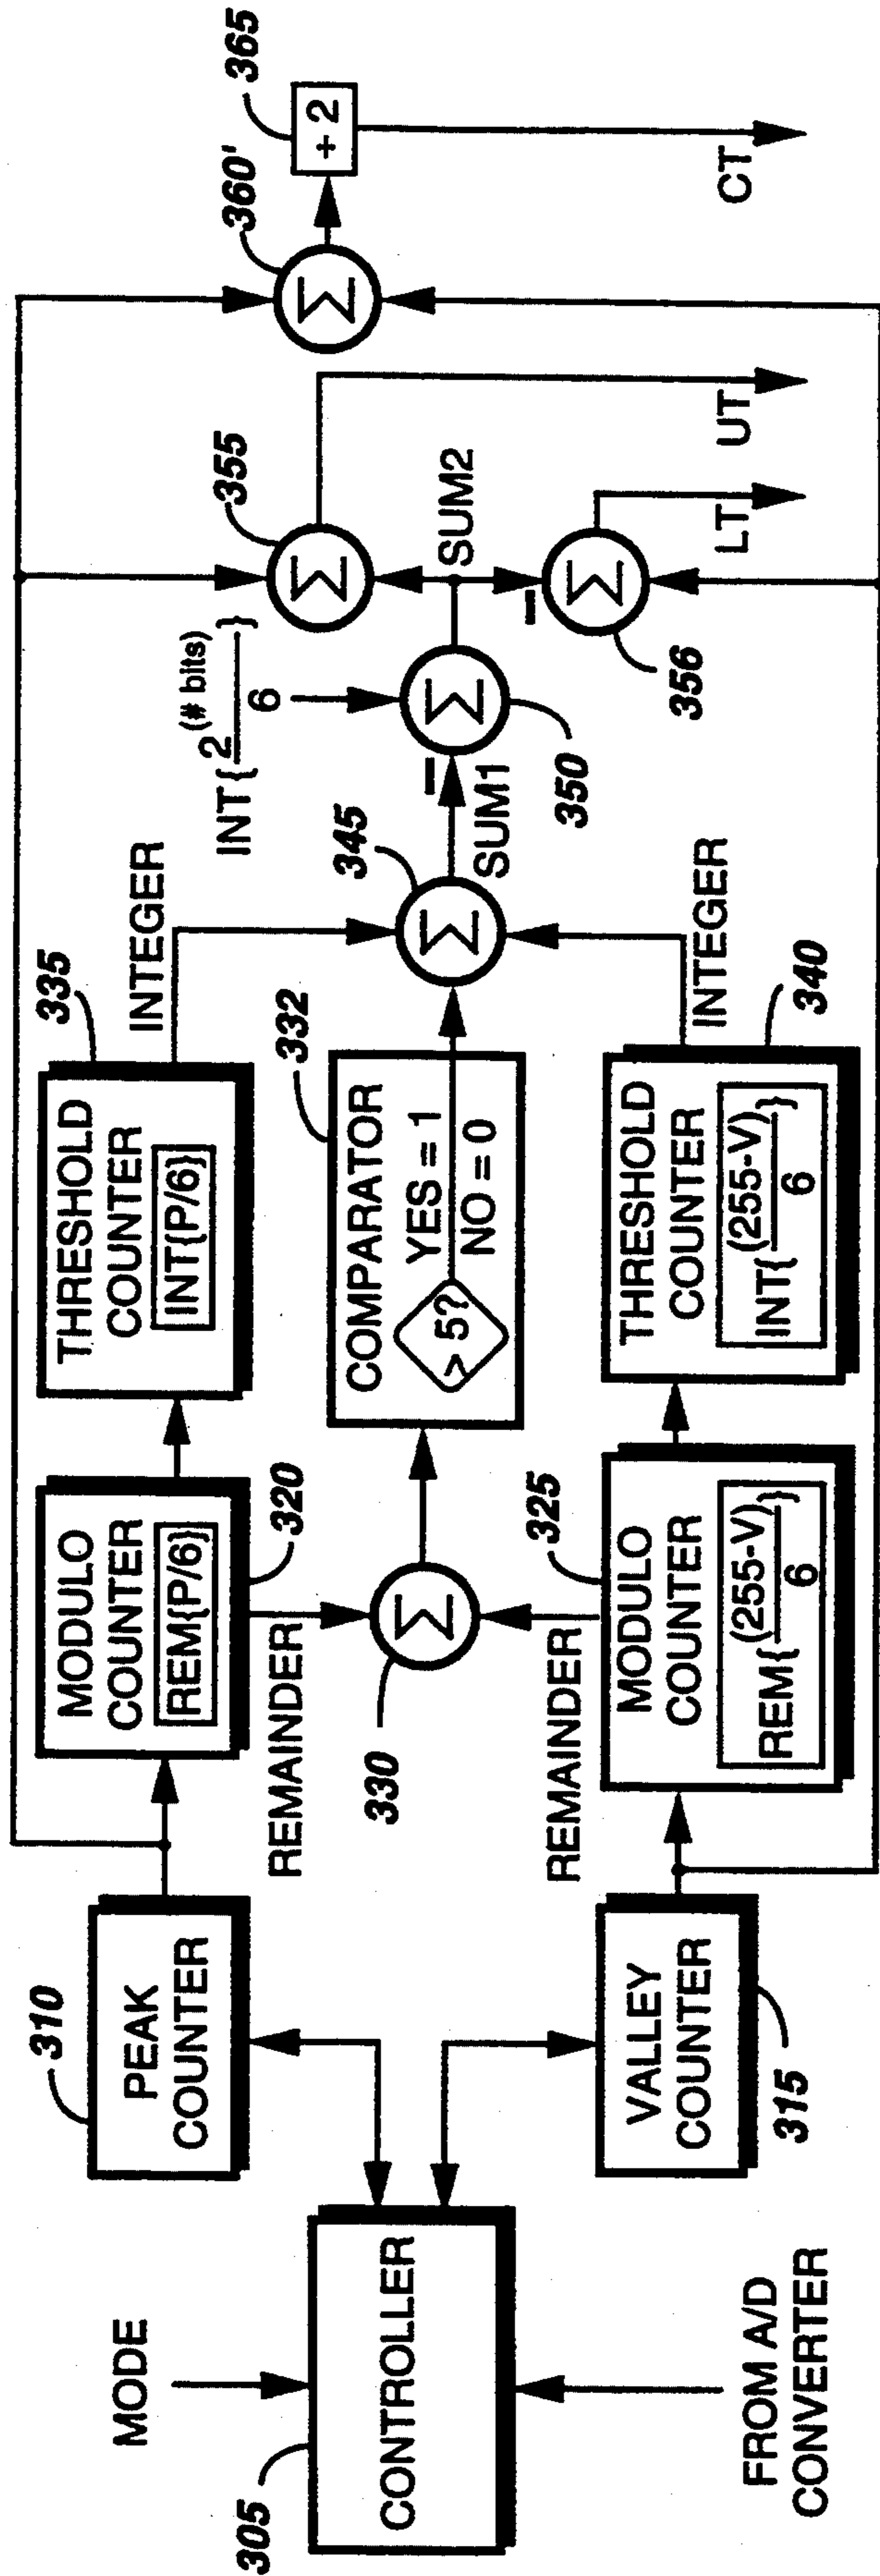 MODE
305
CONTROLLER
FROM A/D
CONVERTER
310
PEAK
COUNTER
VALLEY
COUNTER
315
MODULO
COUNTER
REM{P/6}
320
REMAINDER
330
Σ
REMAINDER
325
MODULO
COUNTER
REM{(255-V)/6}
335
THRESHOLD
COUNTER
INT{P/6}
INTEGER
332
COMPARATOR
> 5?
YES = 1
NO = 0
THRESHOLD
COUNTER
INT{(255-V)/6}
340
INTEGER
345
Σ
SUM1
INT{2(# bits)/6}
–
Σ
350
SUM2
355
Σ
–
Σ
356
LT
UT
360'
Σ
365
÷ 2
CT